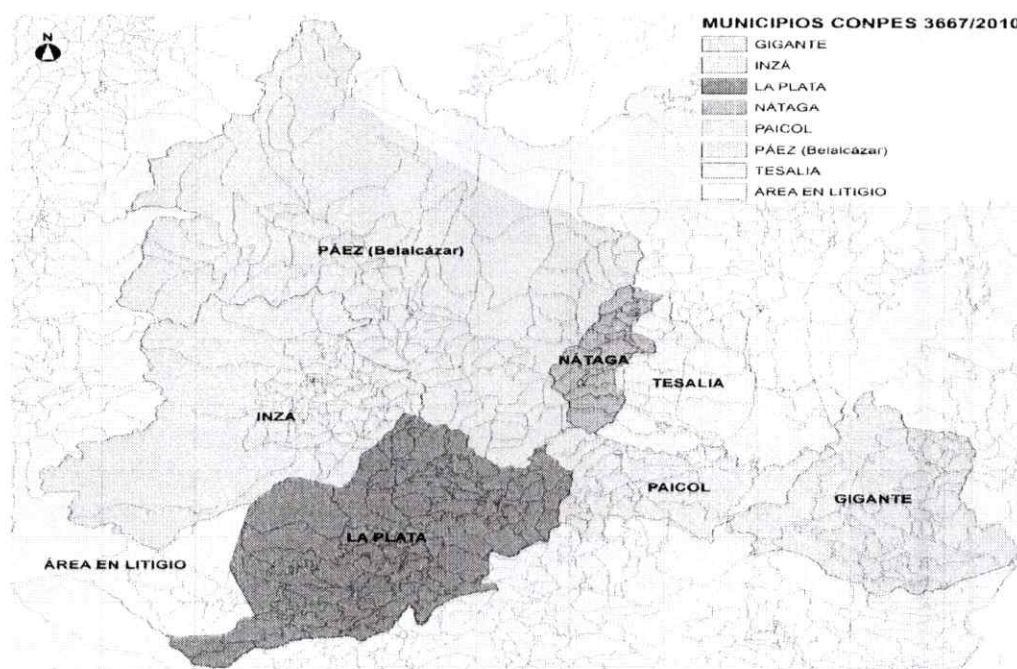 MUNICIPIOS CONPES 3667/2010
GIGANTE
INZÁ
LA PLATA
NÁTAGA
PAICOL
PÁEZ (Belalcázar)
TESALIA
ÁREA EN LITIGIO
N
PÁEZ (Belalcázar)
NÁTAGA
TESALIA
INZÁ
PAICOL
GIGANTE
LA PLATA
ÁREA EN LITIGIO